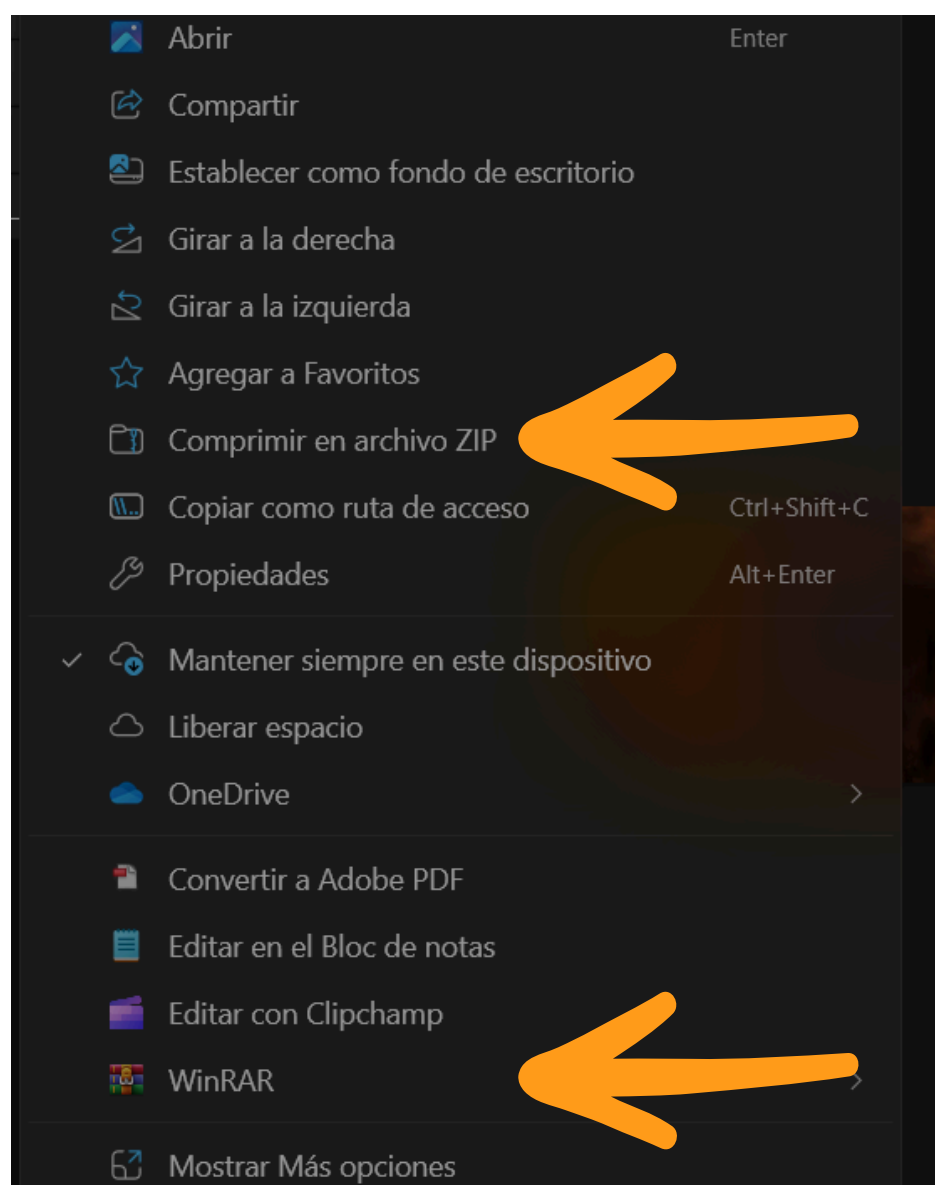 Abrir Enter
Compartir
Establecer como fondo de escritorio
Girar a la derecha
Girar a la izquierda
Agregar a Favoritos
Comprimir en archivo ZIP
Copiar como ruta de acceso Ctrl+Shift+C
Propiedades Alt+Enter
Mantener siempre en este dispositivo
Liberar espacio
OneDrive
Convertir a Adobe PDF
Editar en el Bloc de notas
Editar con Clipchamp
WinRAR
Mostrar Más opciones